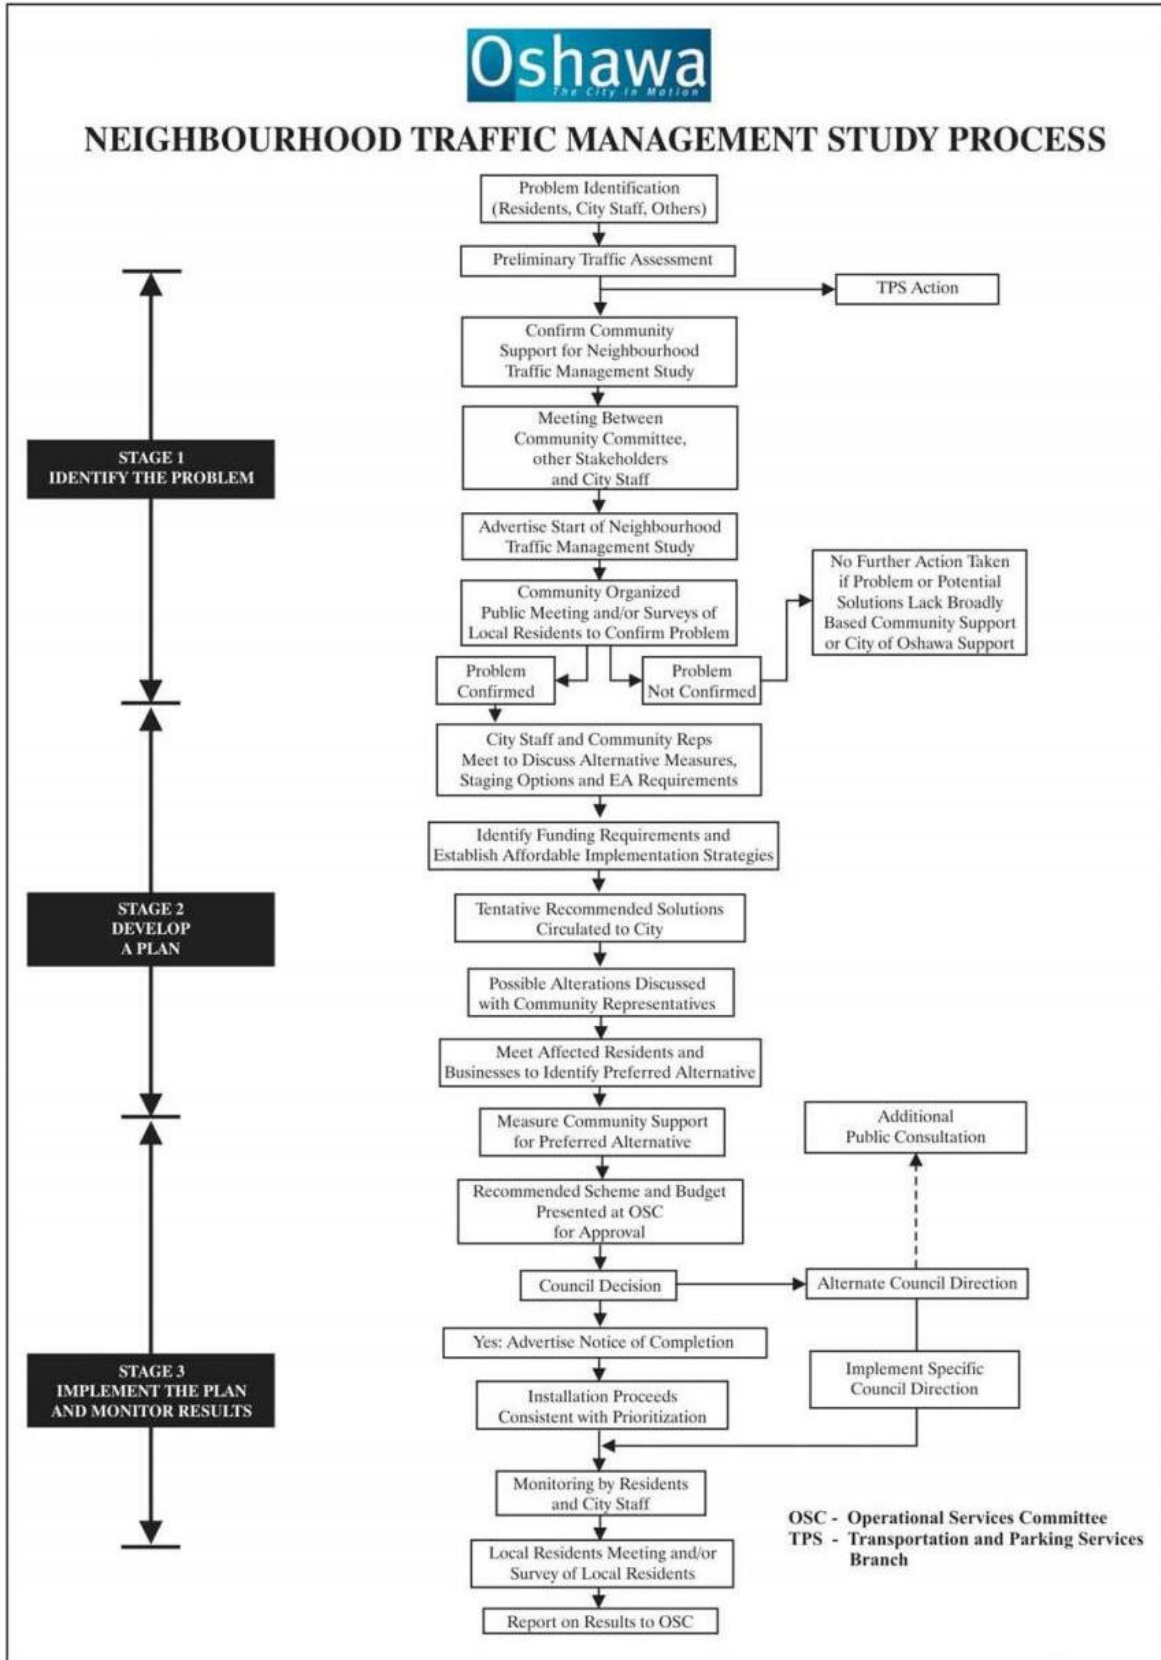 Oshawa
The City In Motion
NEIGHBOURHOOD TRAFFIC MANAGEMENT STUDY PROCESS
Problem Identification
(Residents, City Staff, Others)
Preliminary Traffic Assessment
TPS Action
Confirm Community
Support for Neighbourhood
Traffic Management Study
Meeting Between
Community Committee,
other Stakeholders
and City Staff
STAGE 1
IDENTIFY THE PROBLEM
Advertise Start of Neighbourhood
Traffic Management Study
Community Organized
Public Meeting and/or Surveys of
Local Residents to Confirm Problem
No Further Action Taken
if Problem or Potential
Solutions Lack Broadly
Based Community Support
or City of Oshawa Support
Problem
Confirmed
Problem
Not Confirmed
City Staff and Community Reps
Meet to Discuss Alternative Measures,
Staging Options and EA Requirements
Identify Funding Requirements and
Establish Affordable Implementation Strategies
STAGE 2
DEVELOP
A PLAN
Tentative Recommended Solutions
Circulated to City
Possible Alterations Discussed
with Community Representatives
Meet Affected Residents and
Businesses to Identify Preferred Alternative
Measure Community Support
for Preferred Alternative
Additional
Public Consultation
Recommended Scheme and Budget
Presented at OSC
for Approval
Council Decision
Alternate Council Direction
Yes: Advertise Notice of Completion
Implement Specific
Council Direction
STAGE 3
IMPLEMENT THE PLAN
AND MONITOR RESULTS
Installation Proceeds
Consistent with Prioritization
Monitoring by Residents
and City Staff
OSC - Operational Services Committee
TPS - Transportation and Parking Services
Branch
Local Residents Meeting and/or
Survey of Local Residents
Report on Results to OSC